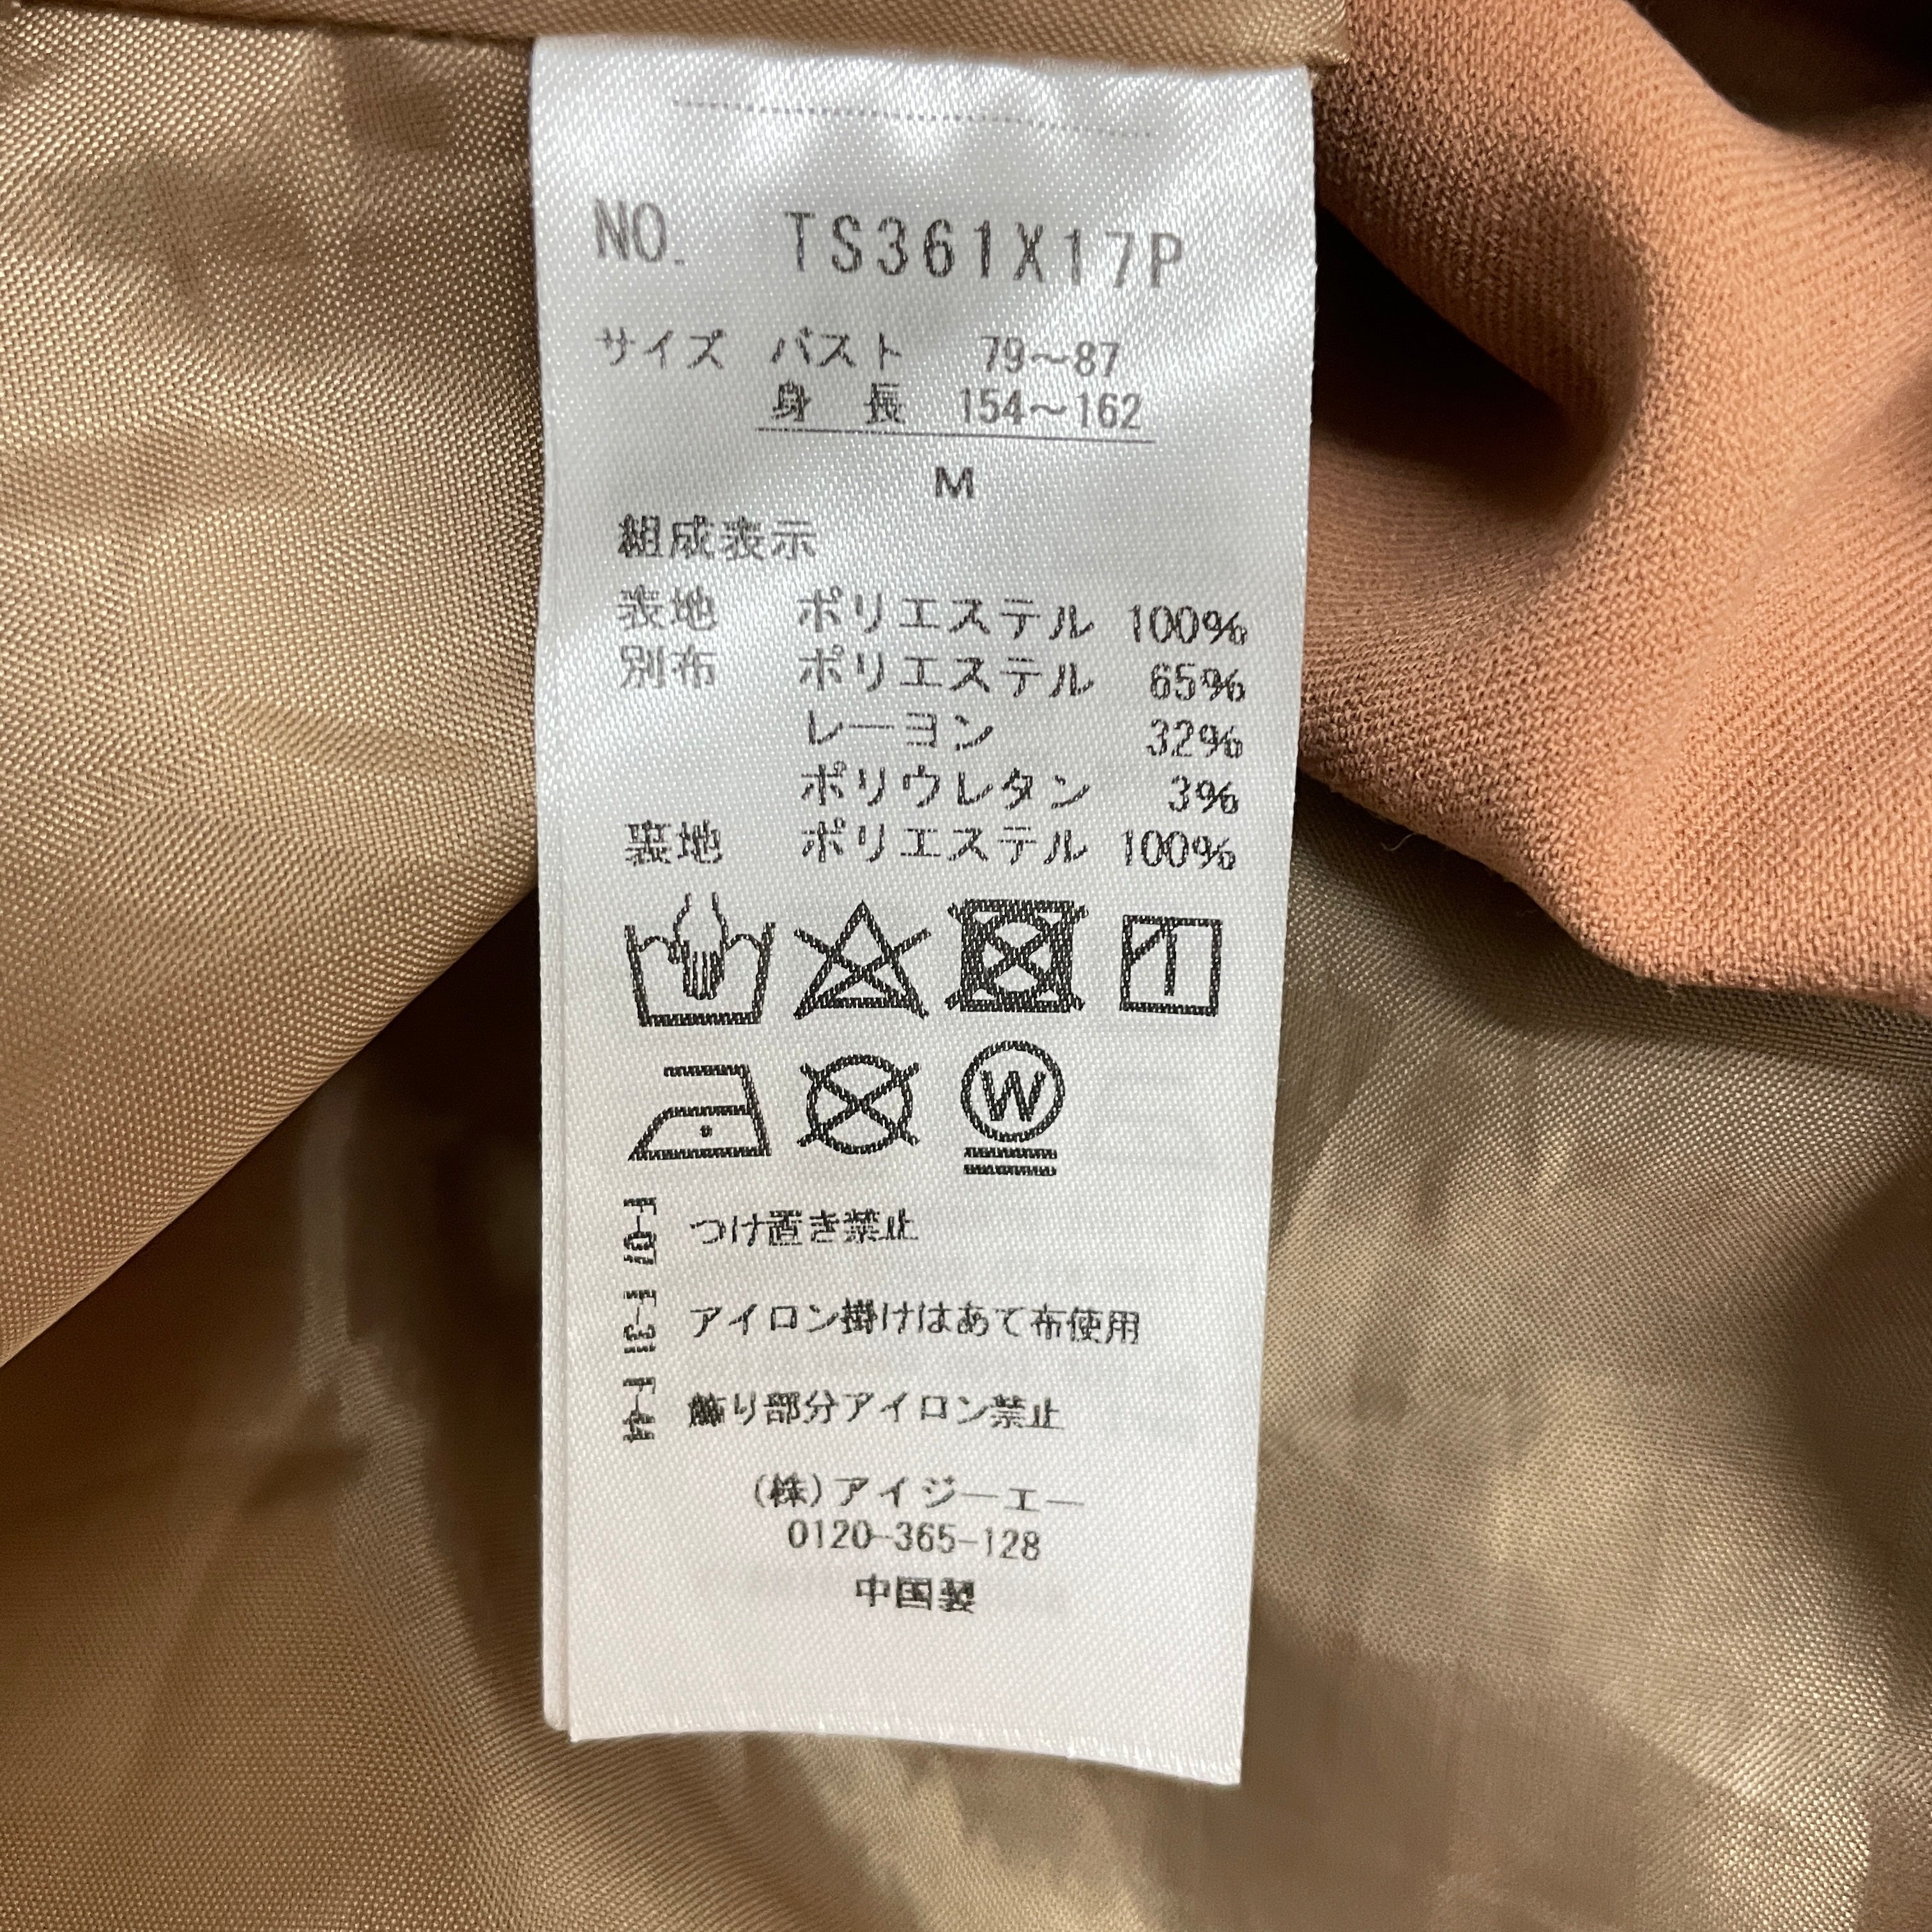 NO. TS361X17P
サイズ バスト 79～87
身 長 154～162
M
組成表示
表地 ポリエステル 100%
別布 ポリエステル 65%
レーヨン 32%
ポリウレタン 3%
裏地 ポリエステル 100%
W
F-07 つけ置き禁止
F-31 アイロン掛けはあて布使用
F-44 飾り部分アイロン禁止
(株)アイジーエー
0120-365-128
中国製